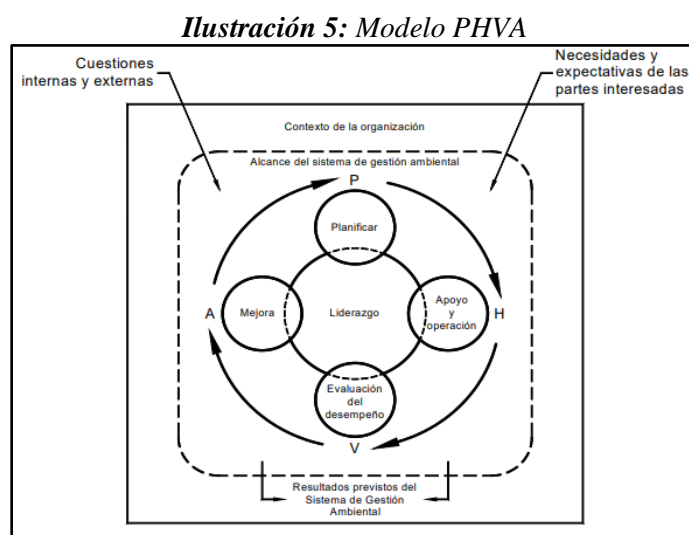 Ilustración 5: Modelo PHVA
Cuestiones
internas y externas
Necesidades y
expectativas de las
partes interesadas
Contexto de la organización
Alcance del sistema de gestión ambiental
P
Planificar
A
Mejora
Liderazgo
Apoyo
y
operación
H
Evaluación
del
desempeño
V
Resultados previstos del
Sistema de Gestión
Ambiental